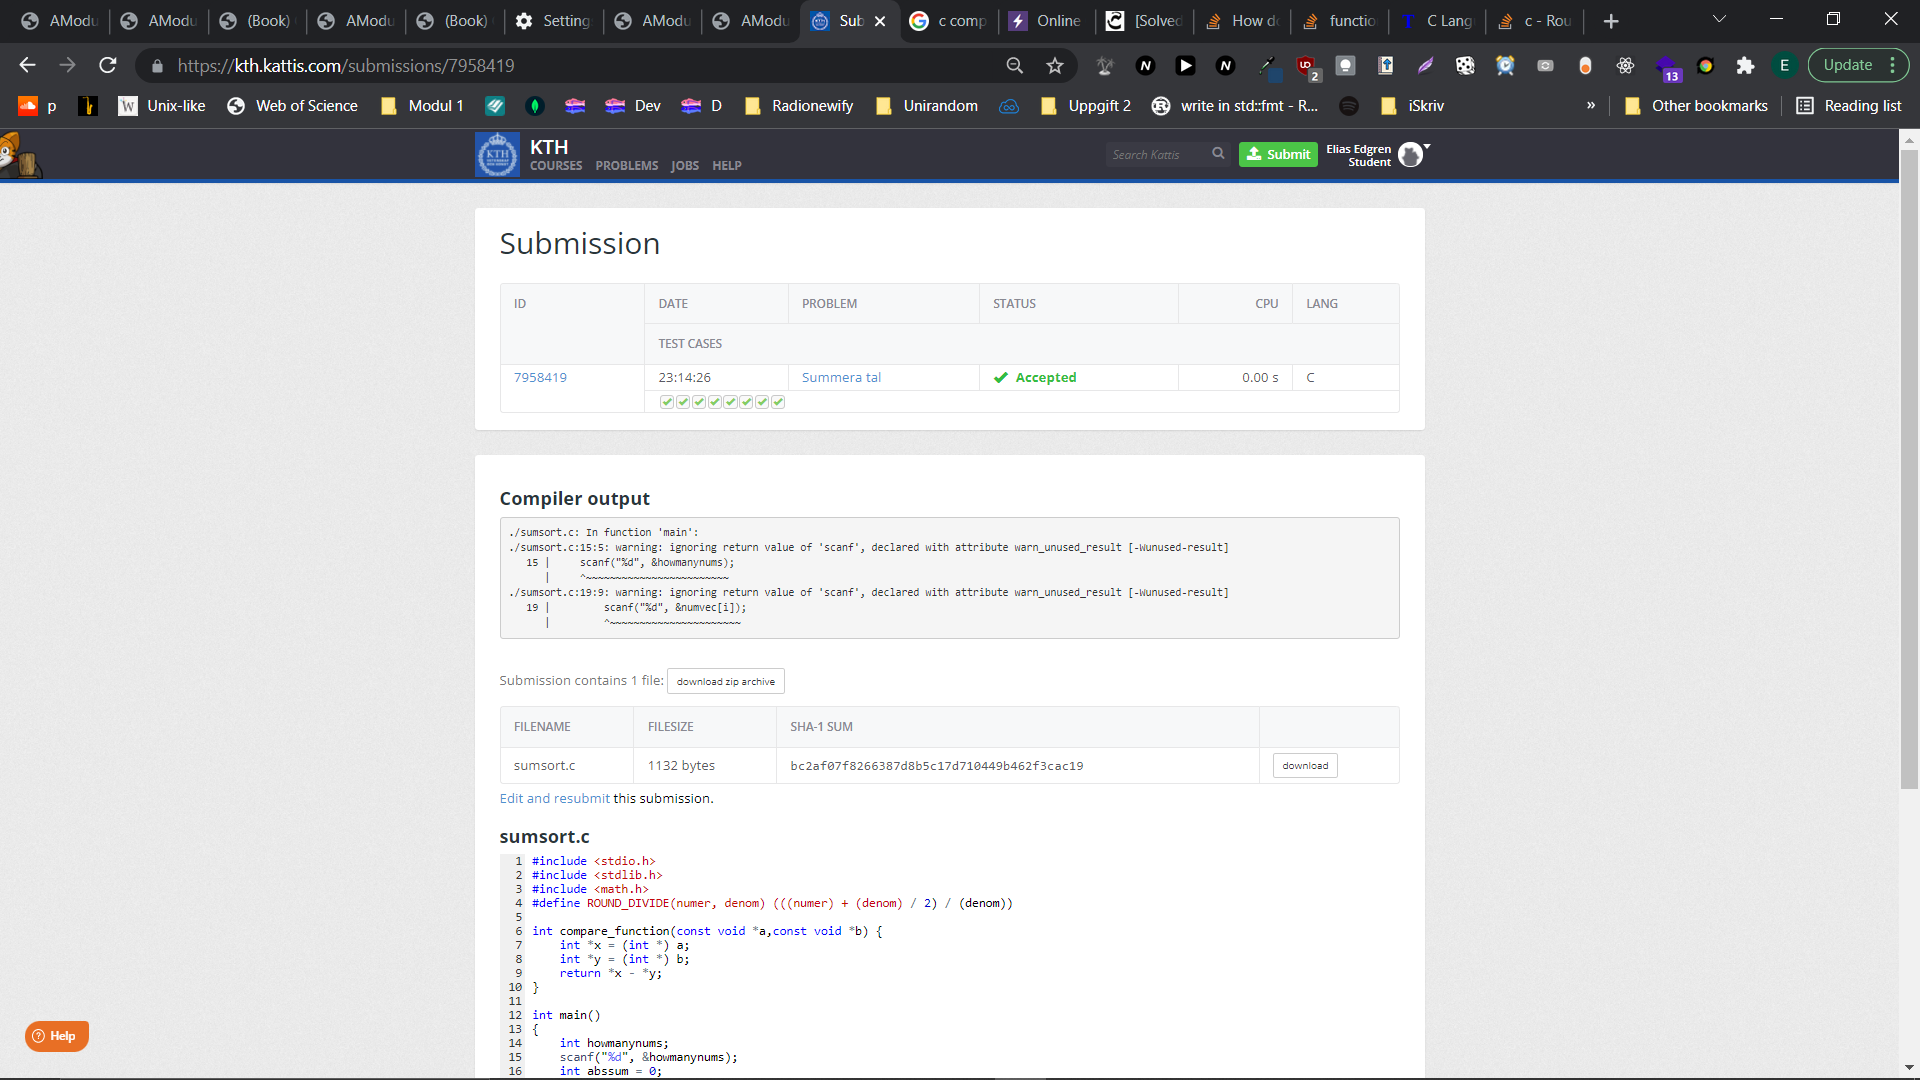 AModu
AModu
(Book)
AModu
(Book)
Setting
AModu
AModu
Sub
c comp
Online
[Solved
How do
functio
C Lang
c - Rou
https://kth.kattis.com/submissions/7958419
2
13
E
Update
p
Unix-like
Web of Science
Modul 1
Dev
D
Radionewify
Unirandom
Uppgift 2
write in std::fmt - R...
iSkriv
»
Other bookmarks
Reading list
KTH
KTH
COURSES PROBLEMS JOBS HELP
Search Kattis
Submit
Elias Edgren
Student
Submission
ID DATE PROBLEM STATUS CPU LANG
TEST CASES
7958419 23:14:26 Summera tal Accepted 0.00 s C
Compiler output
./sumsort.c: In function 'main':
./sumsort.c:15:5: warning: ignoring return value of 'scanf', declared with attribute warn_unused_result [-Wunused-result]
15 | scanf("%d", &howmanynums);
| ^~~~~~~~~~~~~~~~~~~~~~~~~
./sumsort.c:19:9: warning: ignoring return value of 'scanf', declared with attribute warn_unused_result [-Wunused-result]
19 | scanf("%d", &numvec[i]);
| ^~~~~~~~~~~~~~~~~~~~~~~
Submission contains 1 file: download zip archive
FILENAME FILESIZE SHA-1 SUM
sumsort.c 1132 bytes bc2af07f8266387d8b5c17d710449b462f3cac19 download
Edit and resubmit this submission.
sumsort.c
1 #include <stdio.h>
2 #include <stdlib.h>
3 #include <math.h>
4 #define ROUND_DIVIDE(numer, denom) (((numer) + (denom) / 2) / (denom))
5
6 int compare_function(const void *a,const void *b) {
7 int *x = (int *) a;
8 int *y = (int *) b;
9 return *x - *y;
10 }
11
12 int main()
13 {
14 int howmanynums;
15 scanf("%d", &howmanynums);
16 int abssum = 0;
Help